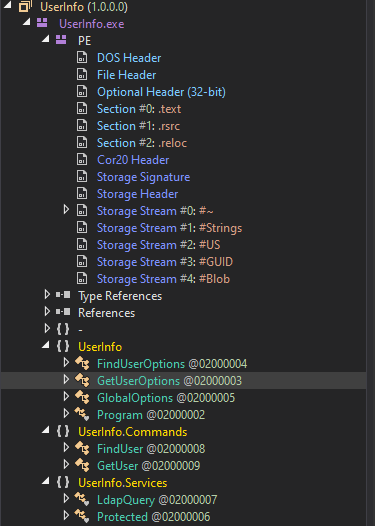 UserInfo (1.0.0.0)
UserInfo.exe
PE
DOS Header
File Header
Optional Header (32-bit)
Section #0: .text
Section #1: .rsrc
Section #2: .reloc
Cor20 Header
Storage Signature
Storage Header
Storage Stream #0: #~
Storage Stream #1: #Strings
Storage Stream #2: #US
Storage Stream #3: #GUID
Storage Stream #4: #Blob
Type References
References
{ } -
{ } UserInfo
FindUserOptions @02000004
GetUserOptions @02000003
GlobalOptions @02000005
Program @02000002
{ } UserInfo.Commands
FindUser @02000008
GetUser @02000009
{ } UserInfo.Services
LdapQuery @02000007
Protected @02000006